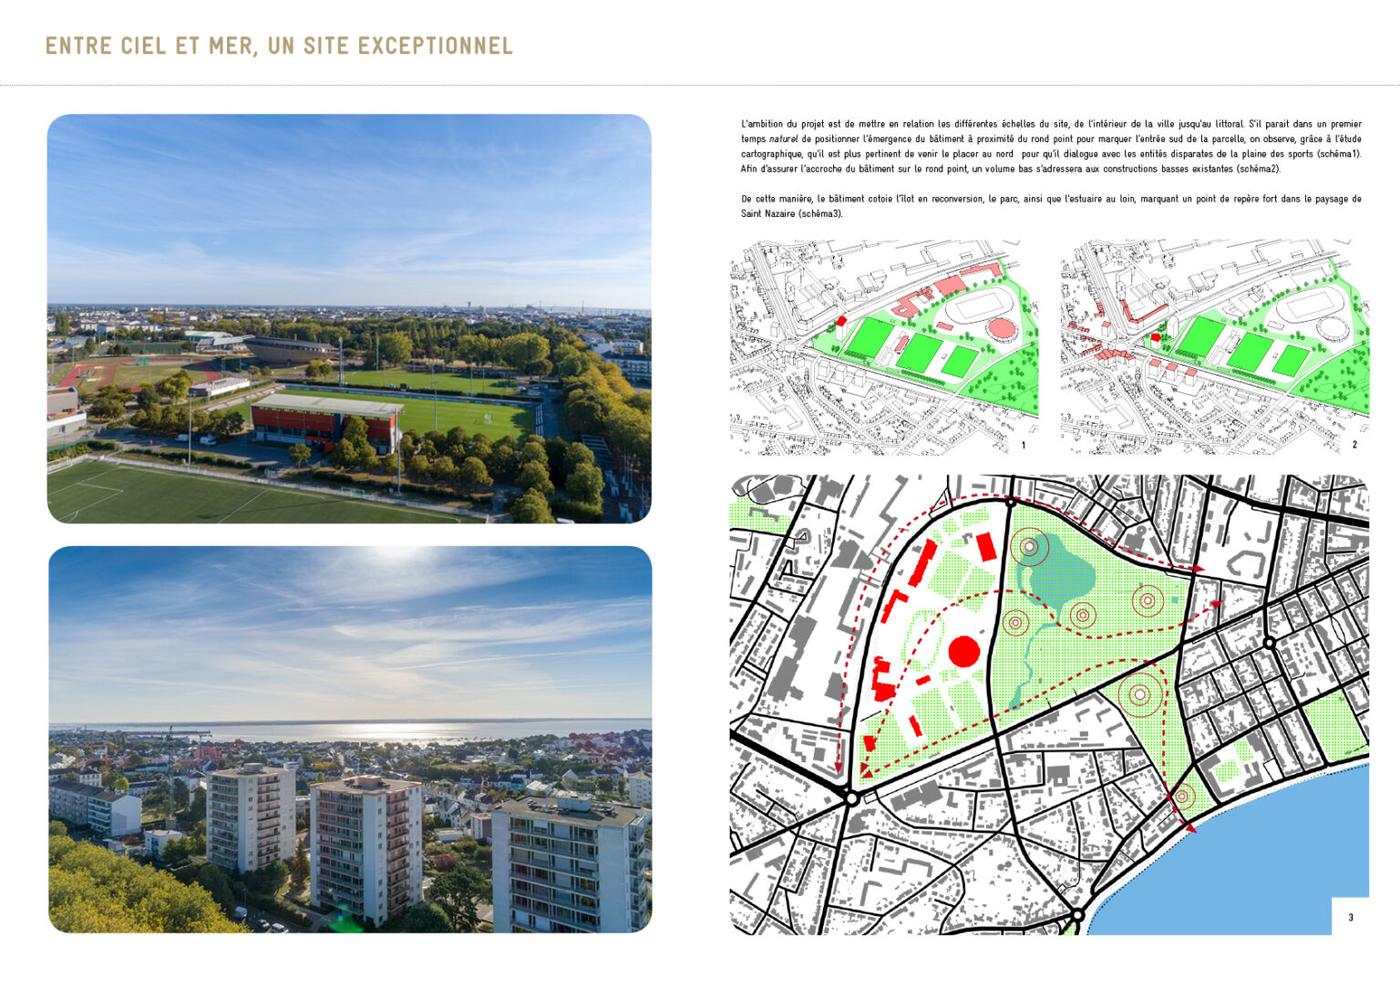 ENTRE CIEL ET MER, UN SITE EXCEPTIONNEL
L'ambition du projet est de mettre en relation les différentes échelles du site, de l'intérieur de la ville jusqu'au littoral. S'il parait dans un premier
temps naturel de positionner l'émergence du bâtiment à proximité du rond point pour marquer l'entrée sud de la parcelle, on observe, grâce à l'étude
cartographique, qu'il est plus pertinent de venir le placer au nord pour qu'il dialogue avec les entités disparates de la plaine des sports (schéma1).
Afin d'assurer l'accroche du bâtiment sur le rond point, un volume bas s'adressera aux constructions basses existantes (schéma2).
De cette manière, le bâtiment cotoie l'îlot en reconversion, le parc, ainsi que l'estuaire au loin, marquant un point de repère fort dans le paysage de
Saint Nazaire (schéma3).
1
2
3